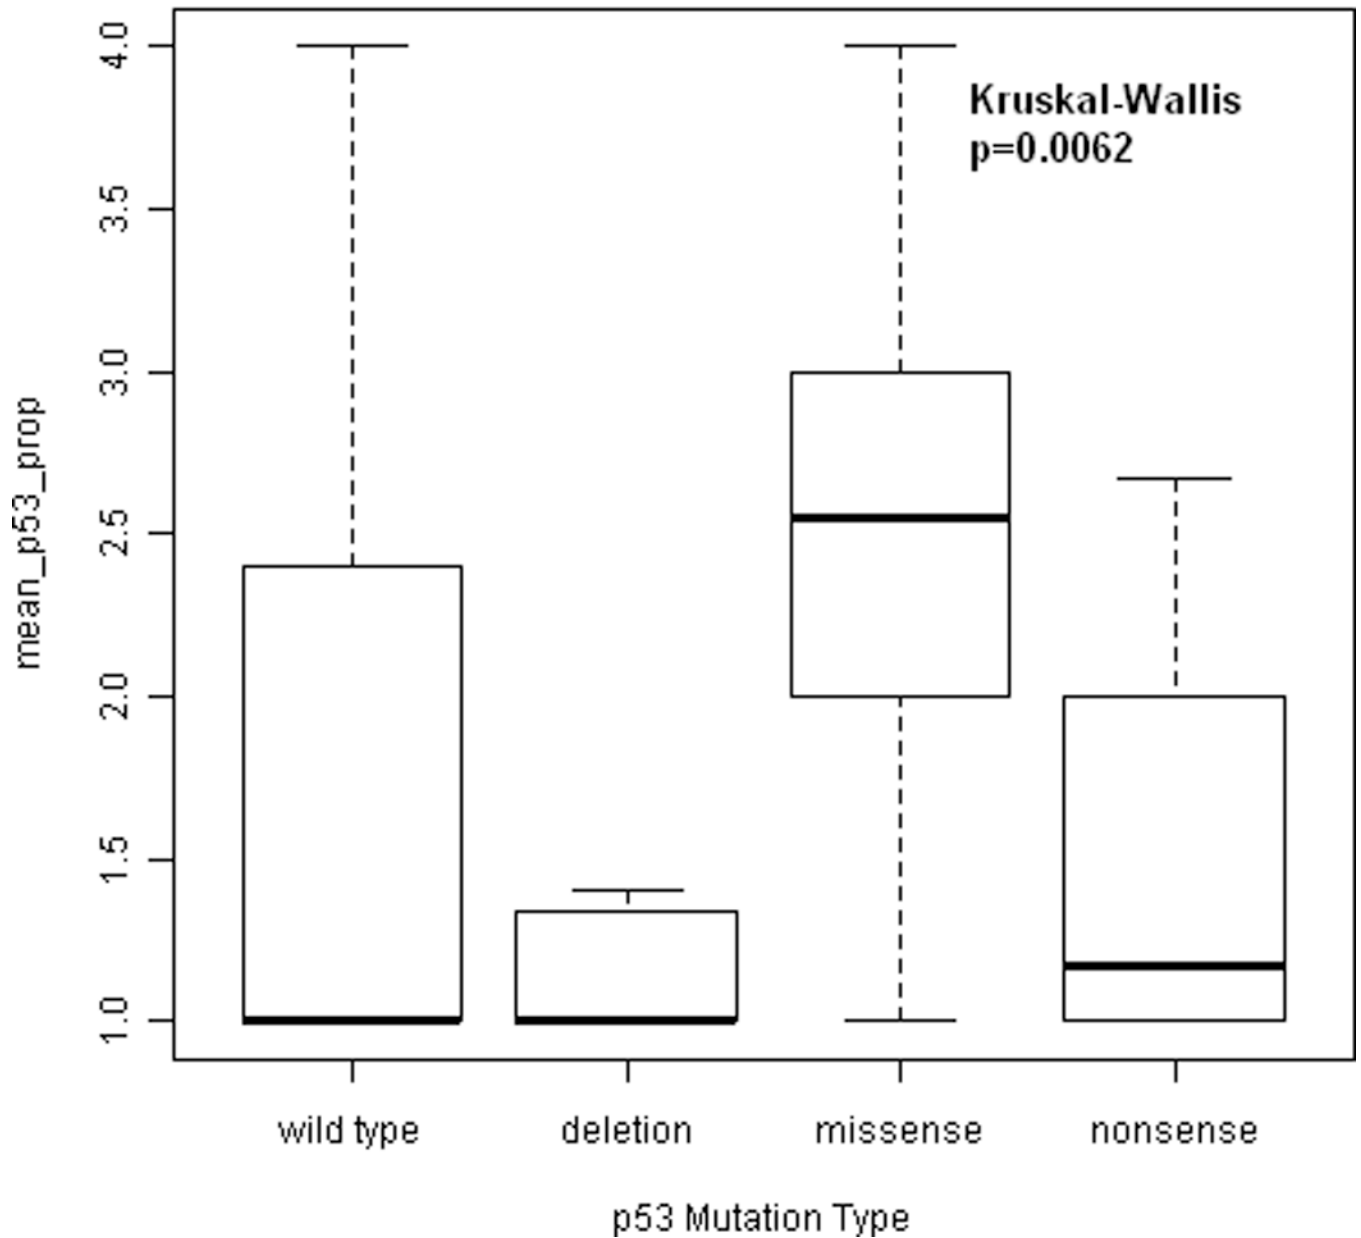 Kruskal-Wallis
p=0.0062
4.0
3.5
3.0
2.5
2.0
1.5
1.0
mean_p53_prop
wild type deletion missense nonsense
p53 Mutation Type